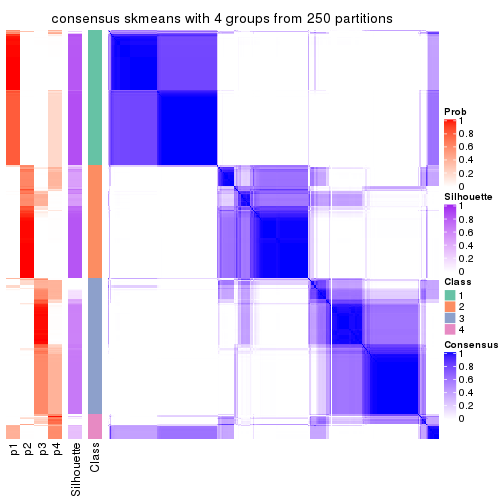 consensus skmeans with 4 groups from 250 partitions
Prob
1
0.8
0.6
0.4
0.2
0
Silhouette
1
0.8
0.6
0.4
0.2
0
Class
1
2
3
4
Consensus
1
0.8
0.6
0.4
0.2
0
p1
p2
p3
p4
Silhouette
Class